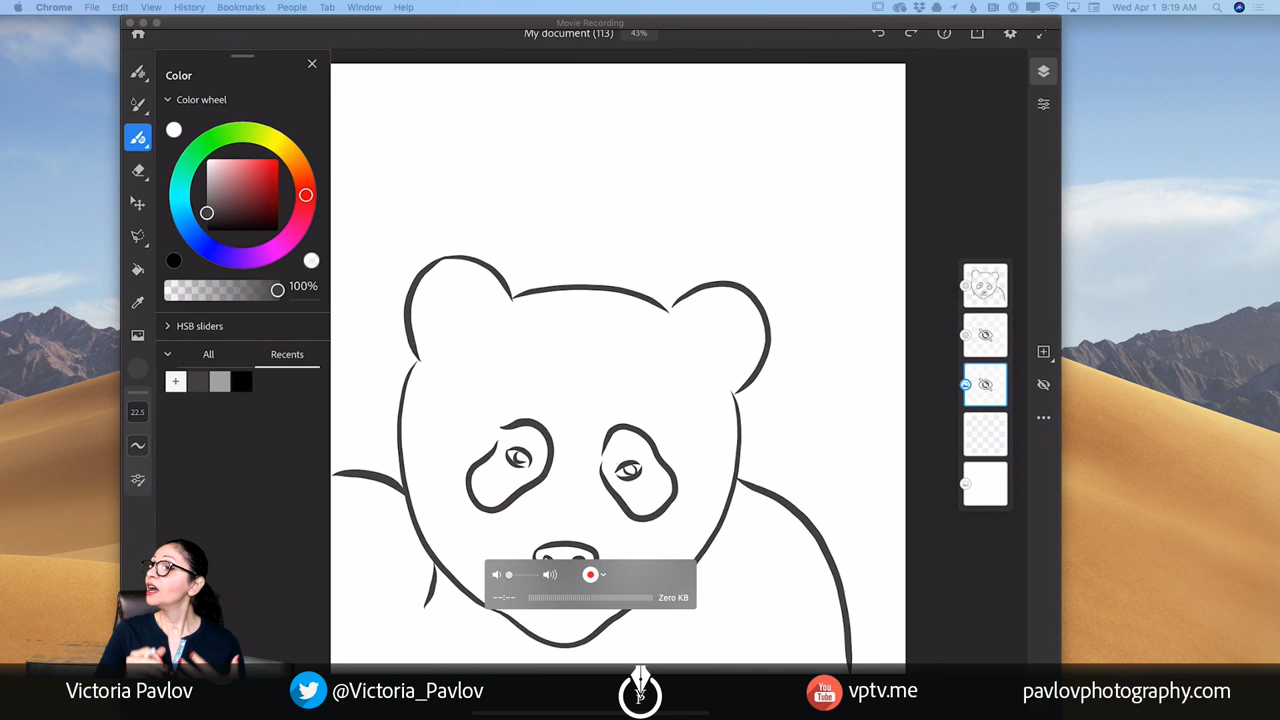 Chrome File Edit View History Bookmarks People Tab Window Help Wed Apr 1 9:19 AM
Movie Recording
My document (113) 43%
Color
Color wheel
100%
HSB sliders
All Recents
22.5
--:-- Zero KB
Victoria Pavlov @Victoria_Pavlov You Tube vptv.me pavlovphotography.com